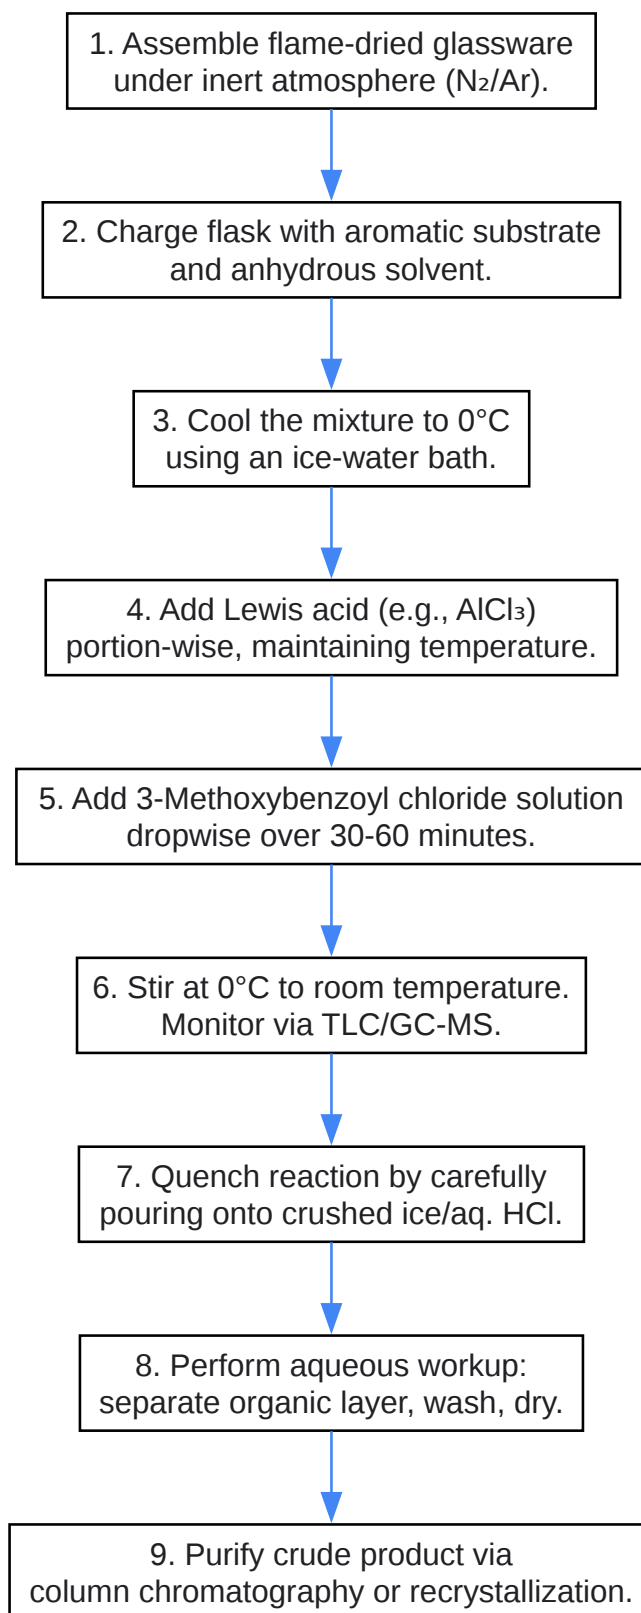 1. Assemble flame-dried glassware
under inert atmosphere (N₂/Ar).
2. Charge flask with aromatic substrate
and anhydrous solvent.
3. Cool the mixture to 0°C
using an ice-water bath.
4. Add Lewis acid (e.g., AlCl₃)
portion-wise, maintaining temperature.
5. Add 3-Methoxybenzoyl chloride solution
dropwise over 30-60 minutes.
6. Stir at 0°C to room temperature.
Monitor via TLC/GC-MS.
7. Quench reaction by carefully
pouring onto crushed ice/aq. HCl.
8. Perform aqueous workup:
separate organic layer, wash, dry.
9. Purify crude product via
column chromatography or recrystallization.